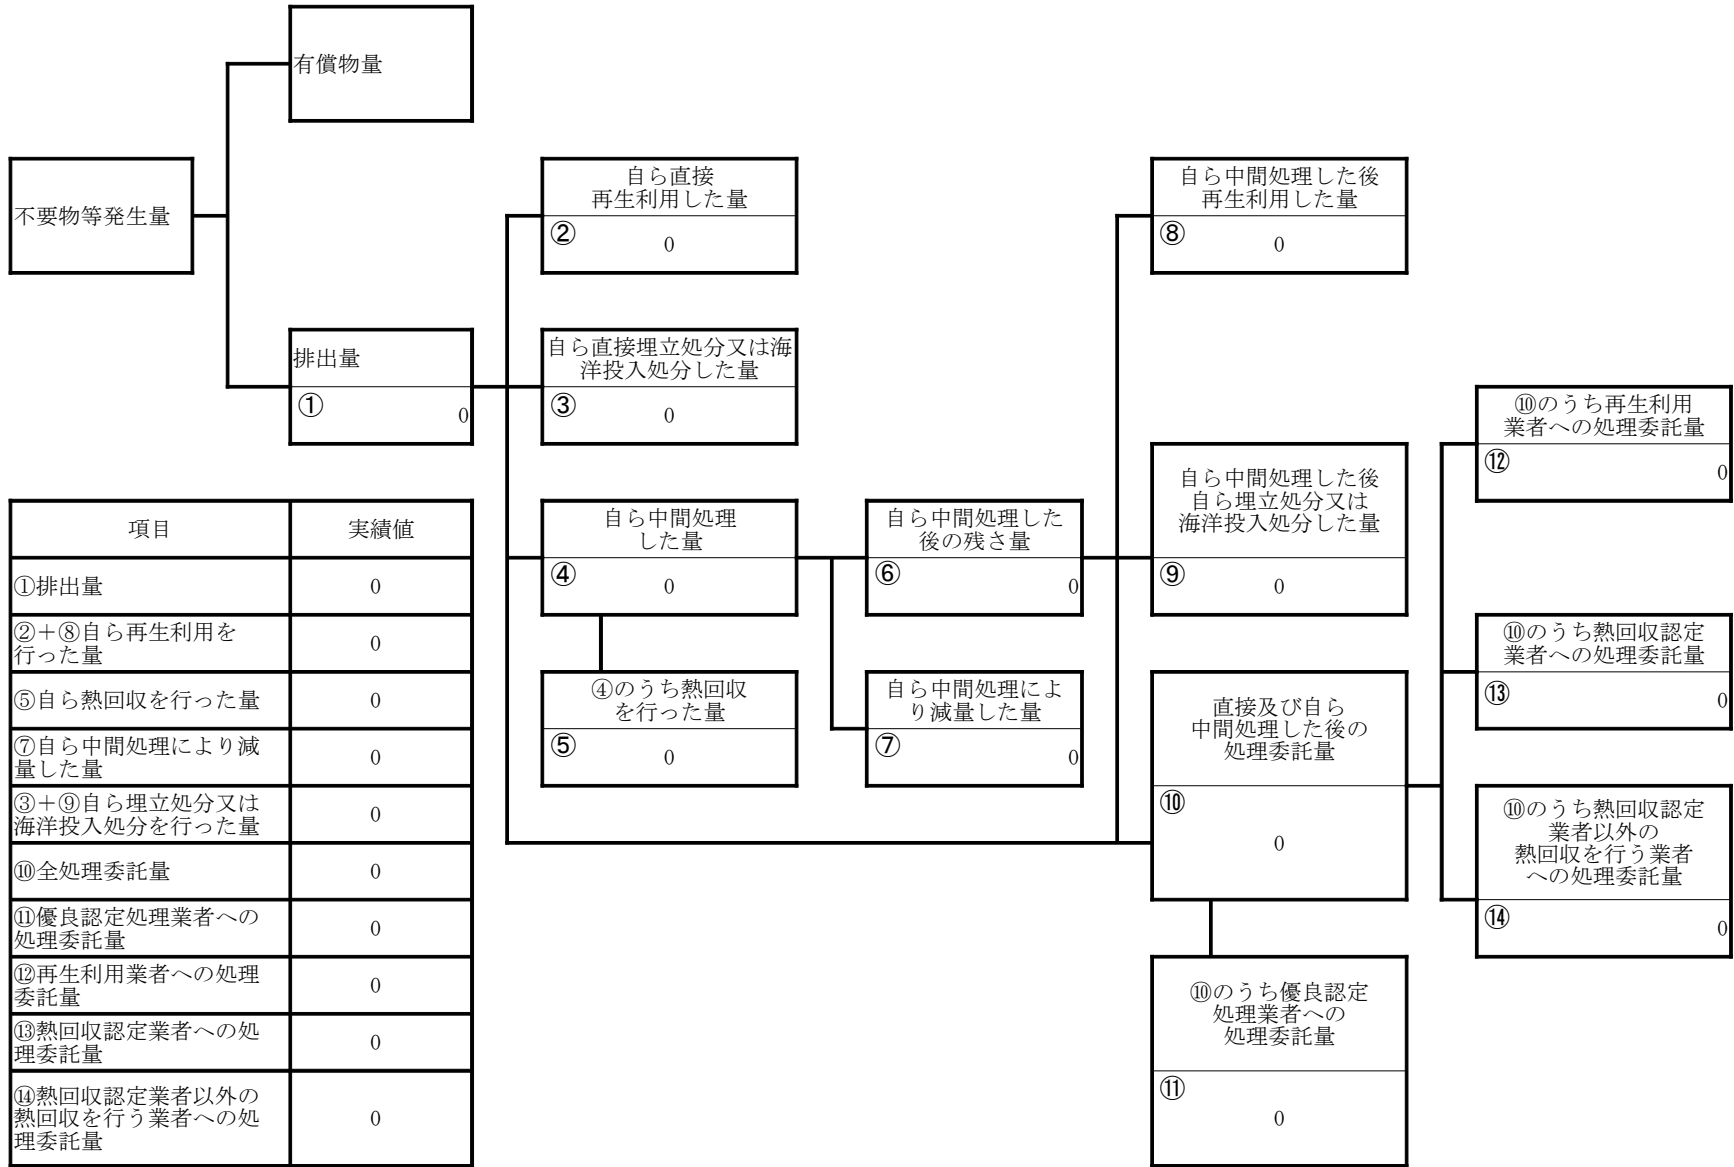 有償物量
不要物等発生量
排出量
①
0
自ら直接
再生利用した量
②
0
自ら直接埋立処分又は海
洋投入処分した量
③
0
自ら中間処理
した量
④
0
④のうち熱回収
を行った量
⑤
0
自ら中間処理した
後の残さ量
⑥
0
自ら中間処理によ
り減量した量
⑦
0
自ら中間処理した後
再生利用した量
⑧
0
自ら中間処理した後
自ら埋立処分又は
海洋投入処分した量
⑨
0
直接及び自ら
中間処理した後の
処理委託量
⑩
0
⑩のうち優良認定
処理業者への
処理委託量
⑪
0
⑩のうち再生利用
業者への処理委託量
⑫
0
⑩のうち熱回収認定
業者への処理委託量
⑬
0
⑩のうち熱回収認定
業者以外の
熱回収を行う業者
への処理委託量
⑭
0
項目 実績値
①排出量 0
②+⑧自ら再生利用を
行った量 0
⑤自ら熱回収を行った量 0
⑦自ら中間処理により減
量した量 0
③+⑨自ら埋立処分又は
海洋投入処分を行った量 0
⑩全処理委託量 0
⑪優良認定処理業者への
処理委託量 0
⑫再生利用業者への処理
委託量 0
⑬熱回収認定業者への処
理委託量 0
⑭熱回収認定業者以外の
熱回収を行う業者への処
理委託量 0